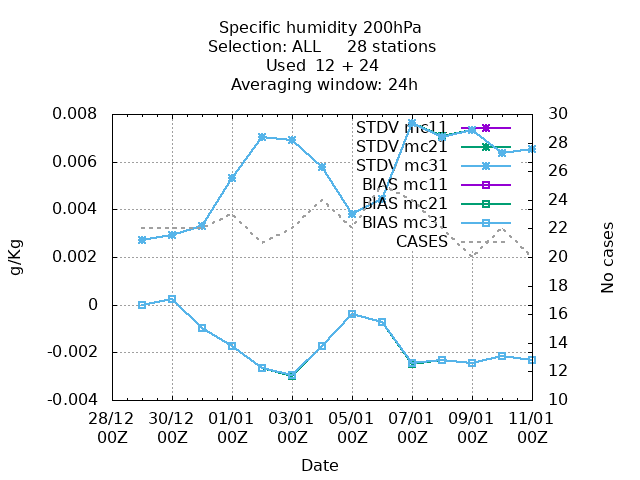 Specific humidity 200hPa
Selection: ALL     28 stations
Used  12 + 24
Averaging window: 24h
0.008
0.006
0.004
0.002
0
-0.002
-0.004
30
28
26
24
22
20
18
16
14
12
10
g/Kg
No cases
STDV mc11
STDV mc21
STDV mc31
BIAS mc11
BIAS mc21
BIAS mc31
CASES
28/12 30/12 01/01 03/01 05/01 07/01 09/01 11/01
00Z 00Z 00Z 00Z 00Z 00Z 00Z 00Z
Date